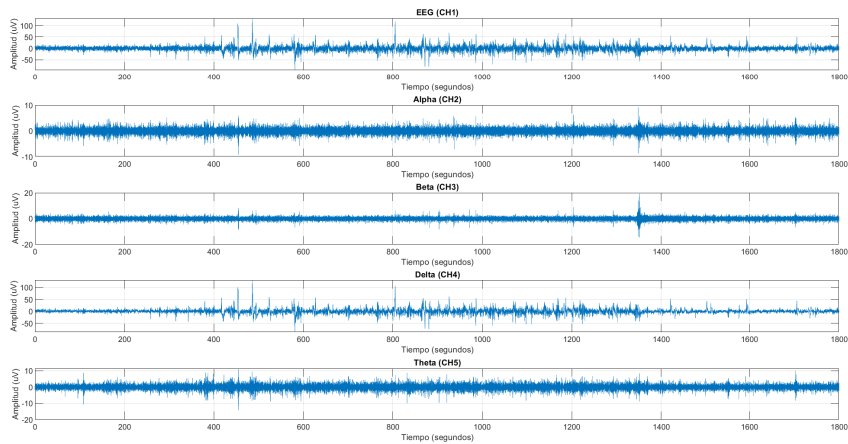 EEG (CH1)
Amplitud (uV)
100
50
0
-50
0 200 400 600 800 1000 1200 1400 1600 1800
Tiempo (segundos)
Alpha (CH2)
Amplitud (uV)
10
0
-10
0 200 400 600 800 1000 1200 1400 1600 1800
Tiempo (segundos)
Beta (CH3)
Amplitud (uV)
20
0
-20
0 200 400 600 800 1000 1200 1400 1600 1800
Tiempo (segundos)
Delta (CH4)
Amplitud (uV)
100
50
0
-50
0 200 400 600 800 1000 1200 1400 1600 1800
Tiempo (segundos)
Theta (CH5)
Amplitud (uV)
10
0
-10
-20
0 200 400 600 800 1000 1200 1400 1600 1800
Tiempo (segundos)